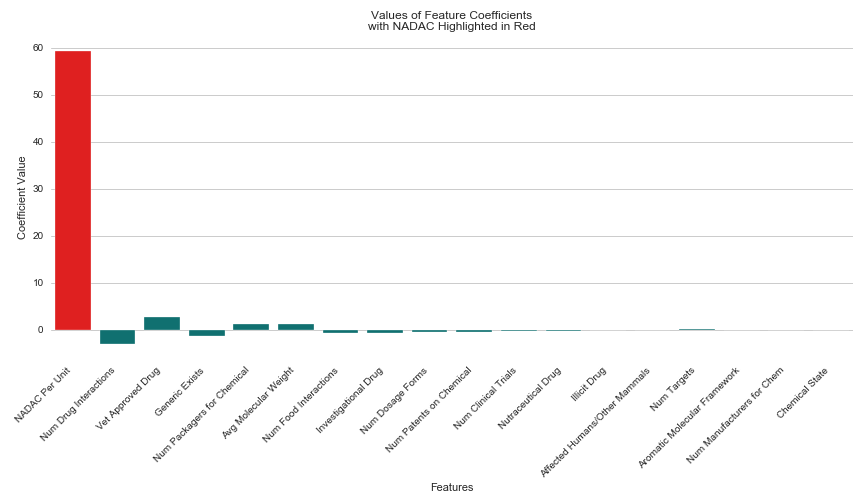 Values of Feature Coefficients
with NADAC Highlighted in Red
60
50
40
30
20
10
0
Coefficient Value
NADAC Per Unit
Num Drug Interactions
Vet Approved Drug
Generic Exists
Num Packagers for Chemical
Avg Molecular Weight
Num Food Interactions
Investigational Drug
Num Dosage Forms
Num Patents on Chemical
Num Clinical Trials
Nutraceutical Drug
Illicit Drug
Affected Humans/Other Mammals
Num Targets
Aromatic Molecular Framework
Num Manufacturers for Chem
Chemical State
Features